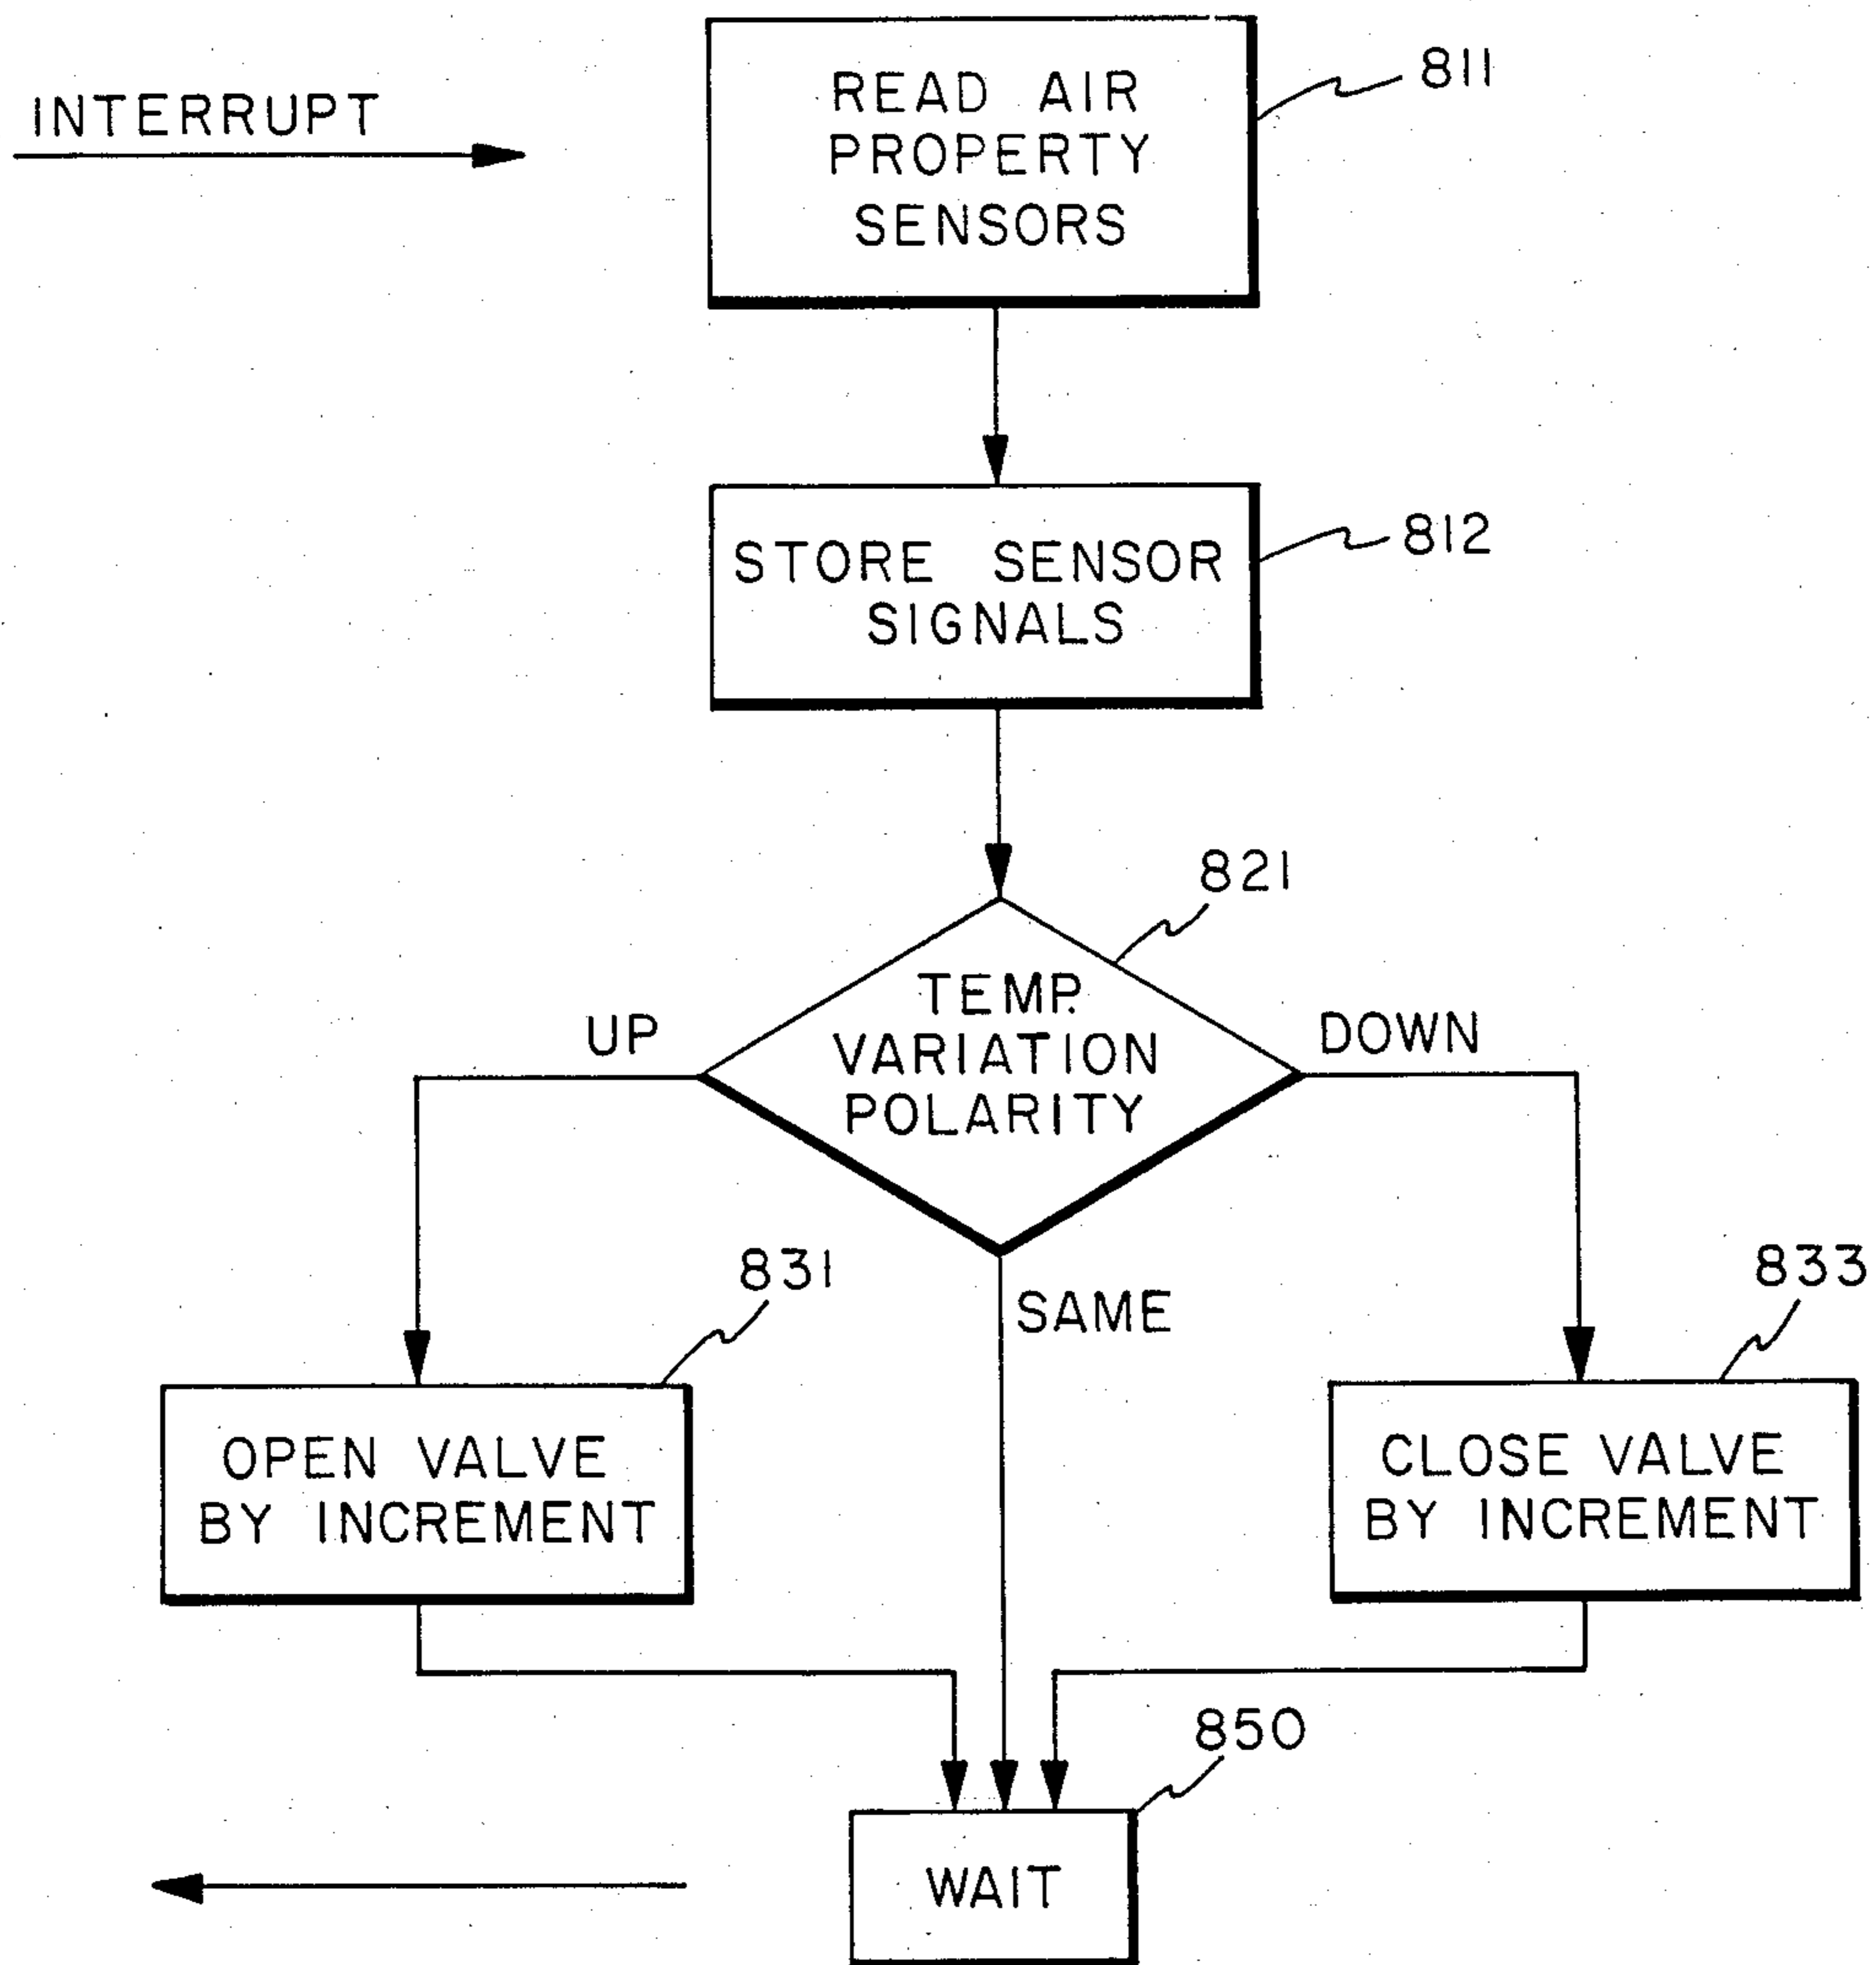 INTERRUPT
READ AIR
PROPERTY
SENSORS
811
STORE SENSOR
SIGNALS
812
821
TEMP.
VARIATION
POLARITY
UP
DOWN
SAME
831
OPEN VALVE
BY INCREMENT
833
CLOSE VALVE
BY INCREMENT
850
WAIT